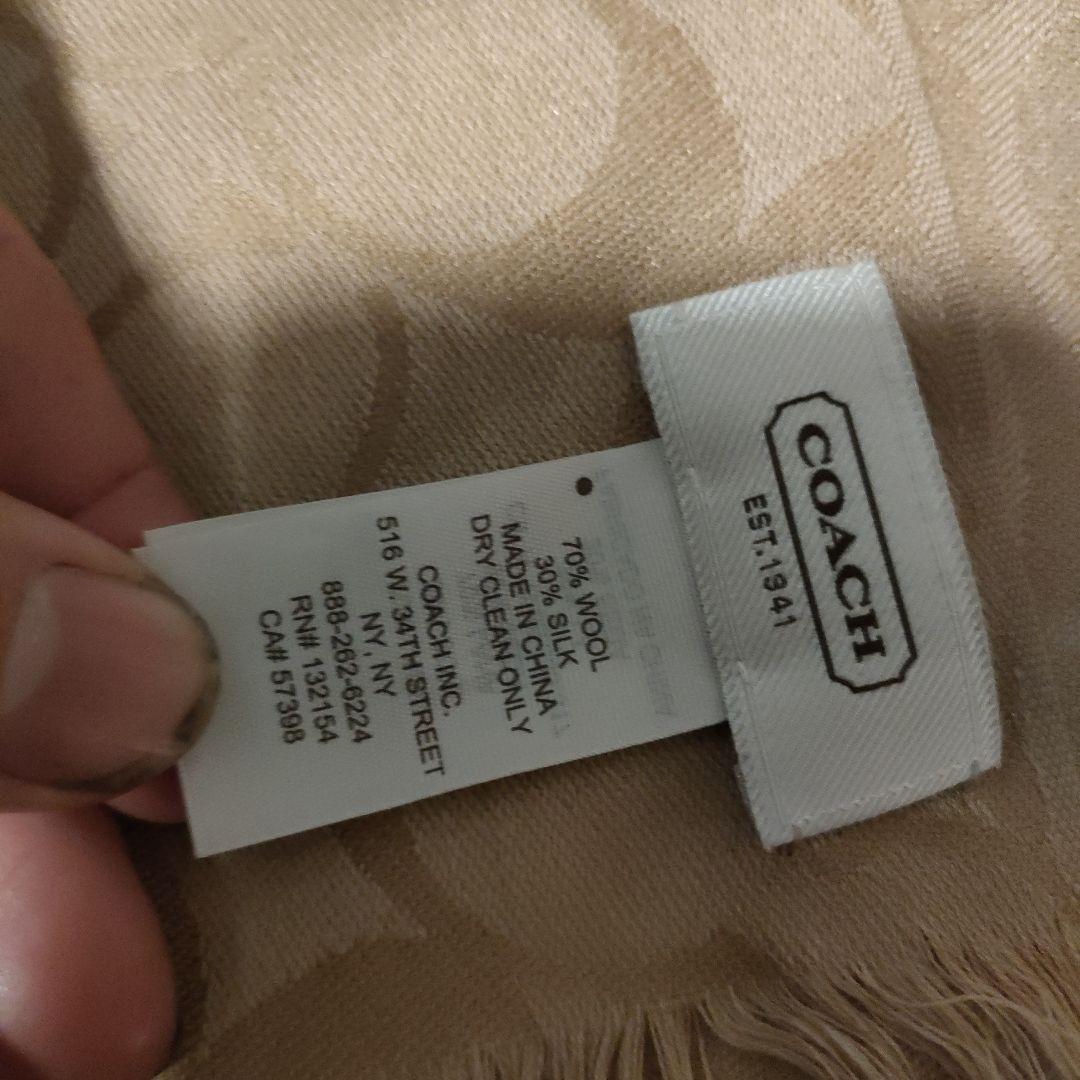 COACH
EST. 1941
70% WOOL
30% SILK
MADE IN CHINA
DRY CLEAN ONLY
COACH INC.
516 W. 34TH STREET
NY, NY
888-262-6224
RN# 132154
CA# 57398